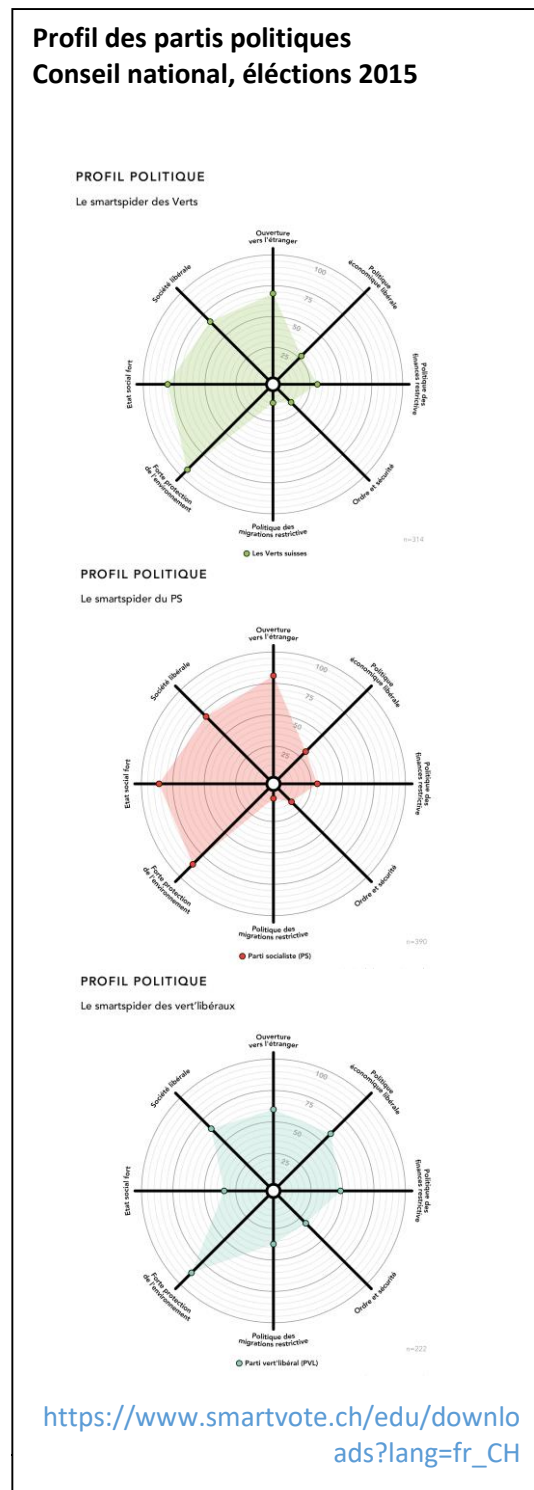 Profil des partis politiques
Conseil national, éléctions 2015
PROFIL POLITIQUE
Le smartspider des Verts
Ouverture
vers l'étranger
Politique
économique libérale
Politique des
finances restrictive
Ordre et sécurité
Politique des
migrations restrictive
Forte protection
de l'environnement
Etat social fort
Société libérale
100
75
50
25
n=314
Les Verts suisses
PROFIL POLITIQUE
Le smartspider du PS
Ouverture
vers l'étranger
Politique
économique libérale
Politique des
finances restrictive
Ordre et sécurité
Politique des
migrations restrictive
Forte protection
de l'environnement
Etat social fort
Société libérale
100
75
50
25
n=390
Parti socialiste (PS)
PROFIL POLITIQUE
Le smartspider des vert'libéraux
Ouverture
vers l'étranger
Politique
économique libérale
Politique des
finances restrictive
Ordre et sécurité
Politique des
migrations restrictive
Forte protection
de l'environnement
Etat social fort
Société libérale
100
75
50
25
n=222
Parti vert'libéral (PVL)
https://www.smartvote.ch/edu/downlo
ads?lang=fr_CH